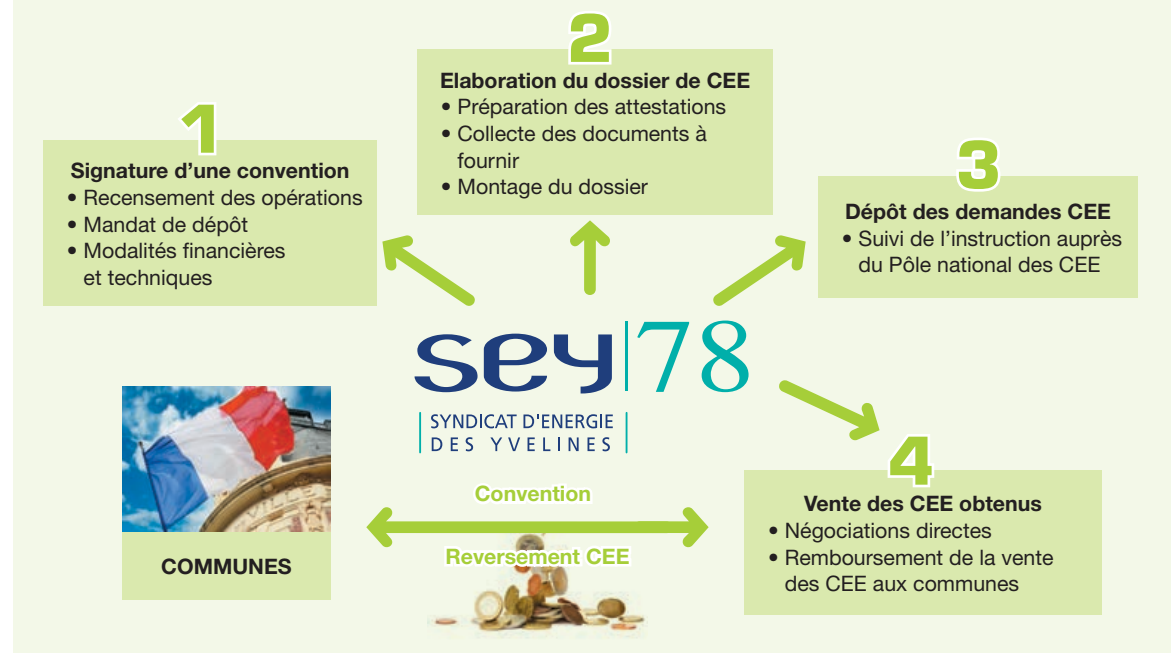 1
Signature d’une convention
• Recensement des opérations
• Mandat de dépôt
• Modalités financières
et techniques
2
Elaboration du dossier de CEE
• Préparation des attestations
• Collecte des documents à
fournir
• Montage du dossier
3
Dépôt des demandes CEE
• Suivi de l’instruction auprès
du Pôle national des CEE
sey 78
SYNDICAT D'ENERGIE
DES YVELINES
COMMUNES
Convention
Reversement CEE
4
Vente des CEE obtenus
• Négociations directes
• Remboursement de la vente
des CEE aux communes